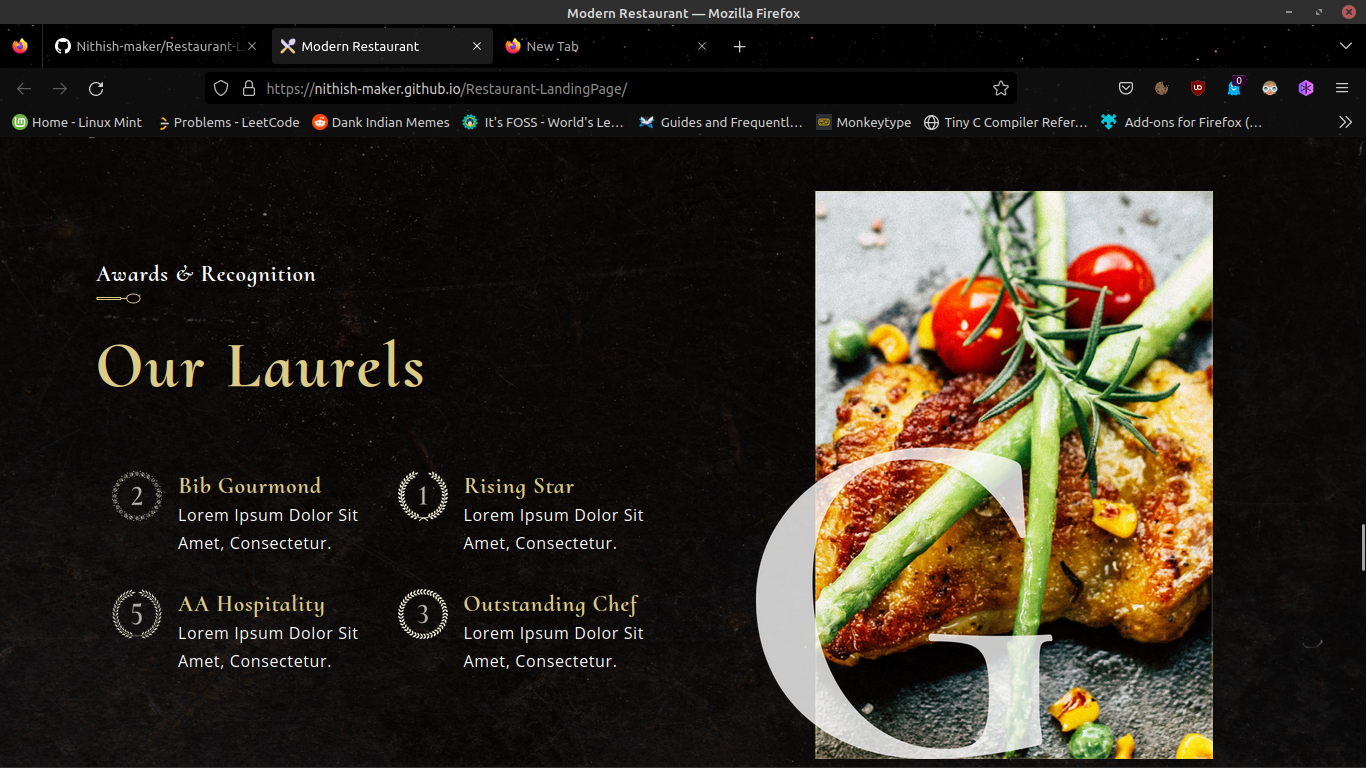 Modern Restaurant — Mozilla Firefox
Nithish-maker/Restaurant-L
Modern Restaurant
New Tab
https://nithish-maker.github.io/Restaurant-LandingPage/
0
Home - Linux Mint
Problems - LeetCode
Dank Indian Memes
It's FOSS - World's Le…
Guides and Frequentl…
Monkeytype
Tiny C Compiler Refer…
Add-ons for Firefox (…
Awards & Recognition
Our Laurels
2
Bib Gourmond
Lorem Ipsum Dolor Sit
Amet, Consectetur.
1
Rising Star
Lorem Ipsum Dolor Sit
Amet, Consectetur.
5
AA Hospitality
Lorem Ipsum Dolor Sit
Amet, Consectetur.
3
Outstanding Chef
Lorem Ipsum Dolor Sit
Amet, Consectetur.
G